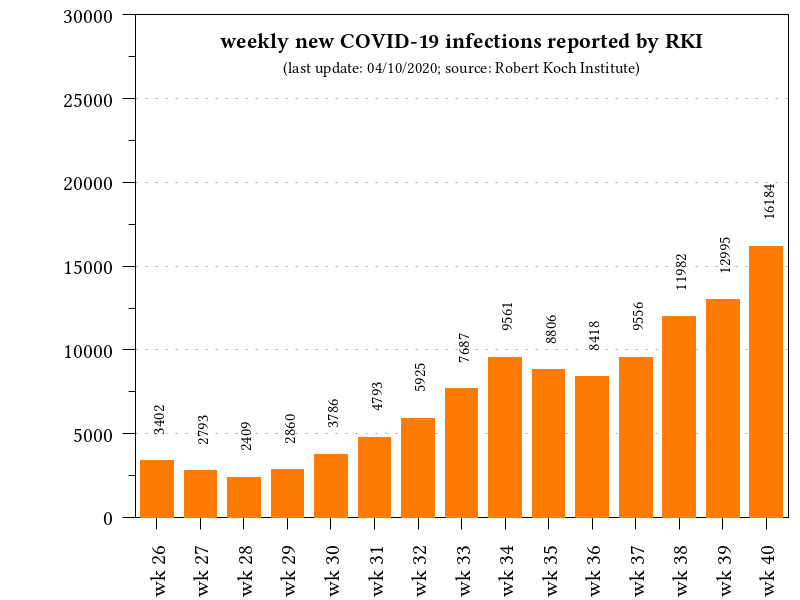 weekly new COVID-19 infections reported by RKI
(last update: 04/10/2020; source: Robert Koch Institute)
30000
25000
20000
15000
10000
5000
0
3402
2793
2409
2860
3786
4793
5925
7687
9561
8806
8418
9556
11982
12995
16184
wk 26
wk 27
wk 28
wk 29
wk 30
wk 31
wk 32
wk 33
wk 34
wk 35
wk 36
wk 37
wk 38
wk 39
wk 40